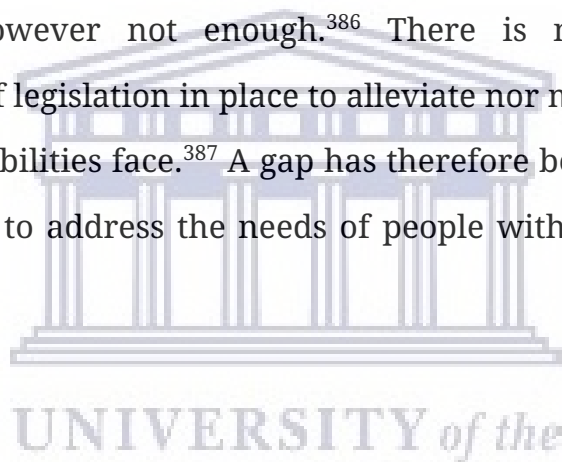 owever not enough.³⁸⁶ There is
f legislation in place to alleviate nor
bilities face.³⁸⁷ A gap has therefore
to address the needs of people with
UNIVERSITY of the